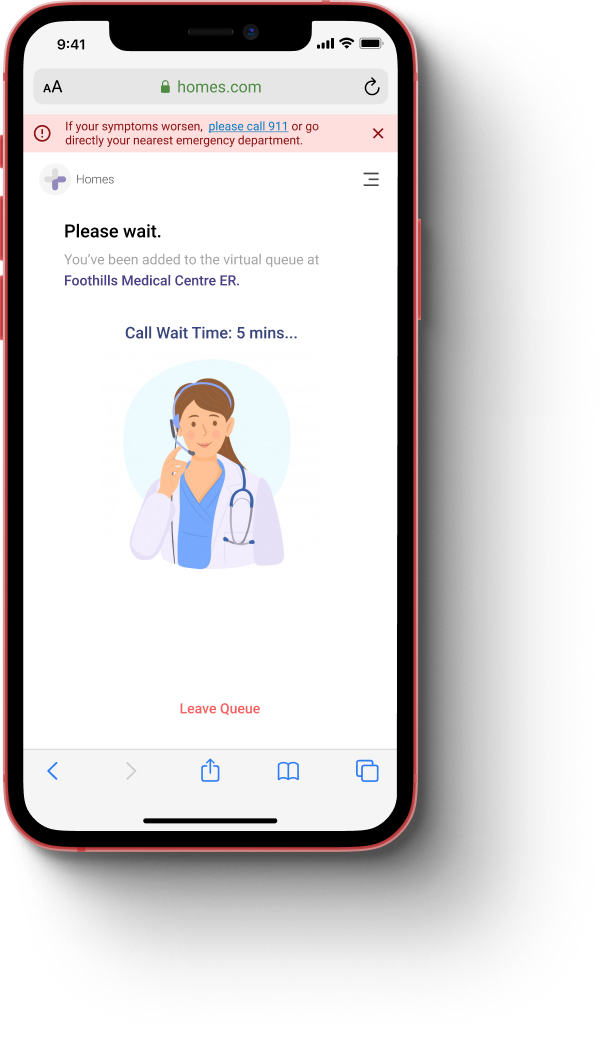 9:41
AA
homes.com
If your symptoms worsen, please call 911 or go
directly your nearest emergency department.
Homes
Please wait.
You've been added to the virtual queue at
Foothills Medical Centre ER.
Call Wait Time: 5 mins...
Leave Queue